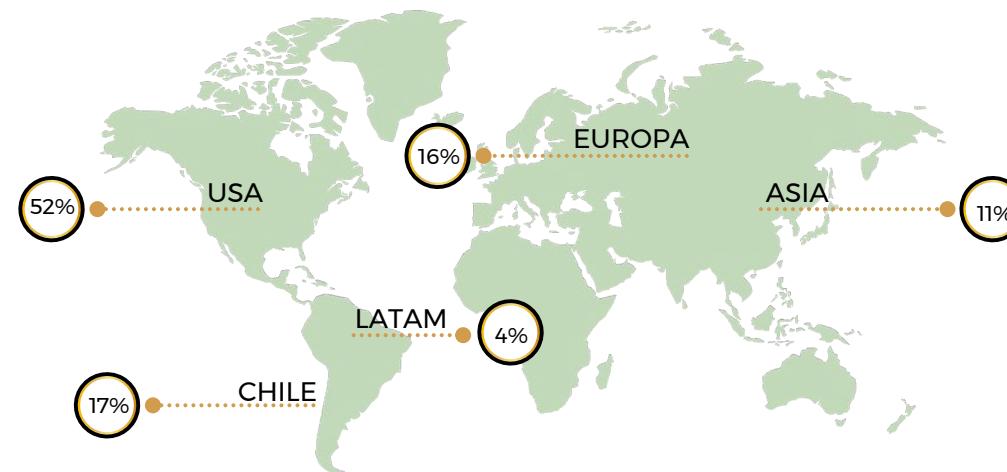 EUROPA
16%
USA
52%
ASIA
11%
LATAM
4%
CHILE
17%